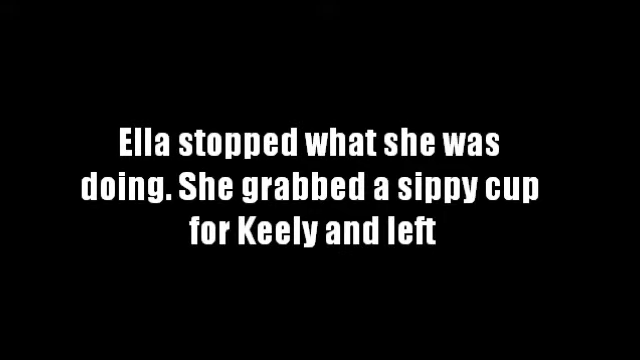 Ella stopped what she was
doing. She grabbed a sippy cup
for Keely and left